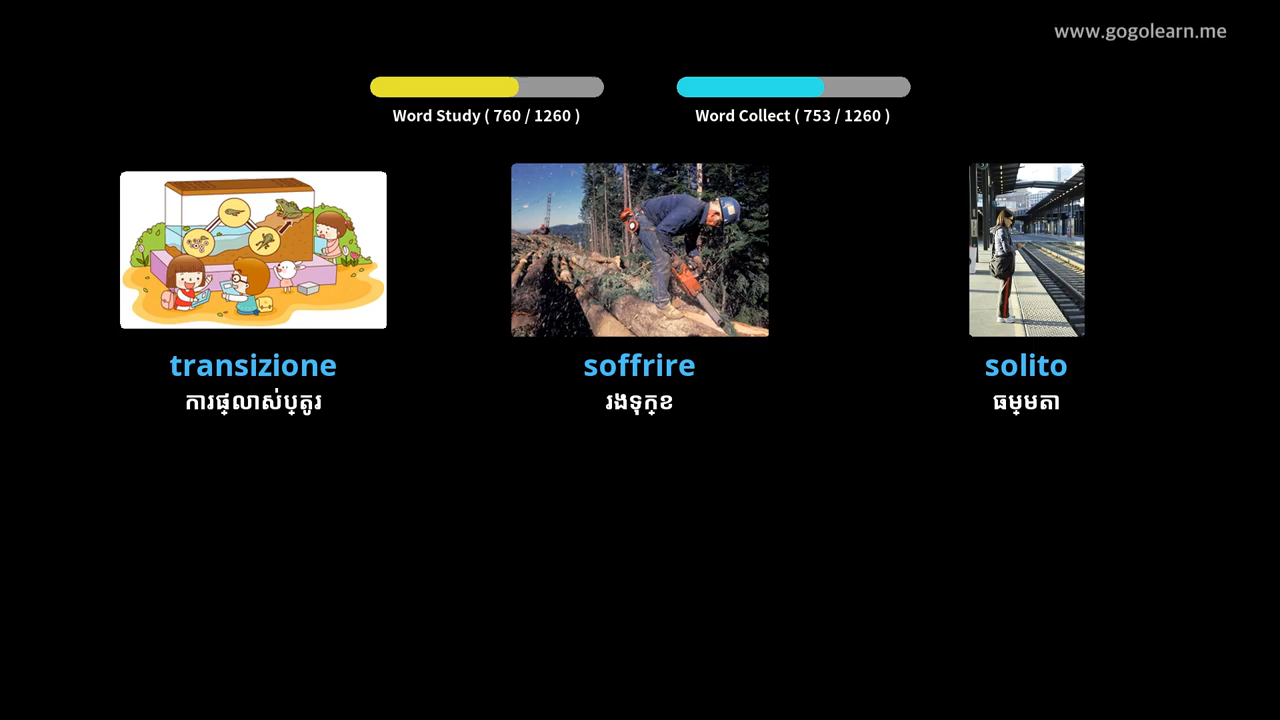 www.gogolearn.me
Word Study ( 760 / 1260 )
Word Collect ( 753 / 1260 )
transizione
soffrire
solito
ការផ្លាស់ប្តូរ
រងទុក្ខ
ធម្មតា